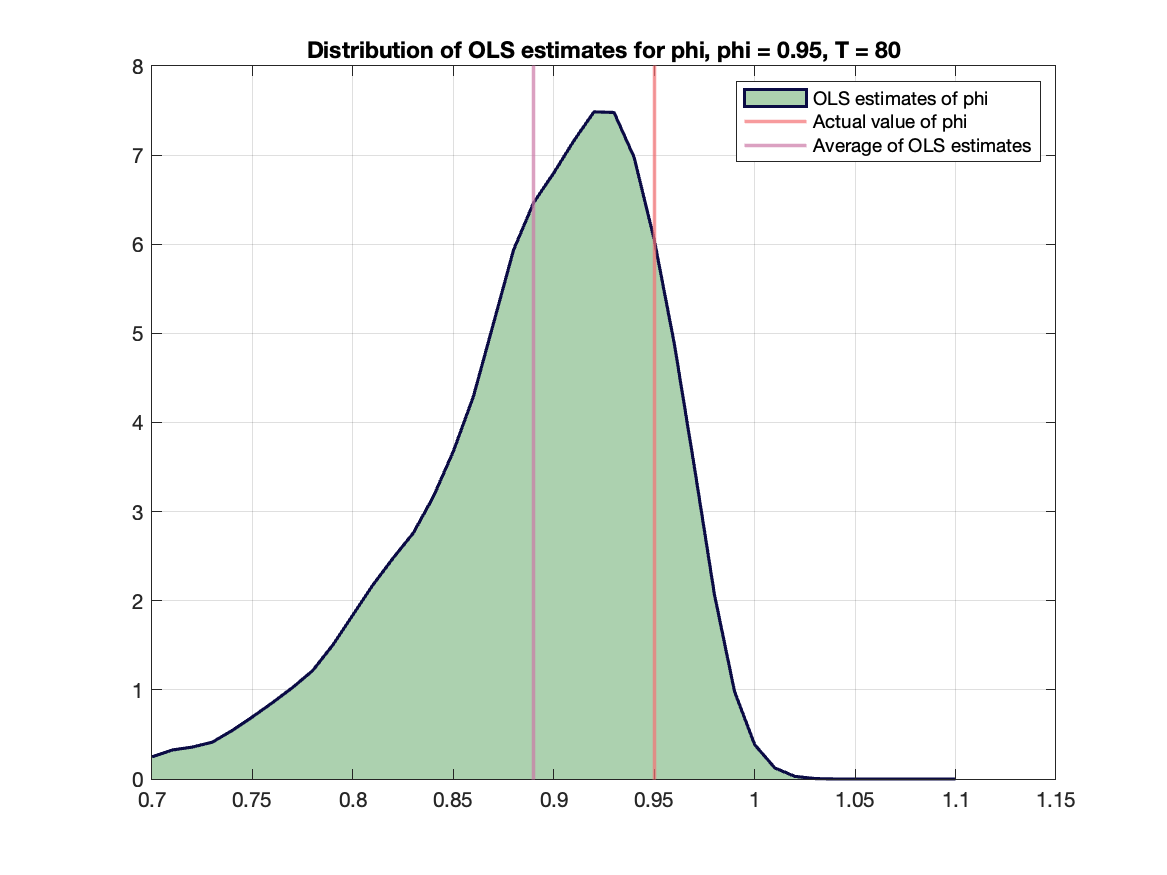 Distribution of OLS estimates for phi, phi = 0.95, T = 80
8
7
6
5
4
3
2
1
0
OLS estimates of phi
Actual value of phi
Average of OLS estimates
0.7 0.75 0.8 0.85 0.9 0.95 1 1.05 1.1 1.15